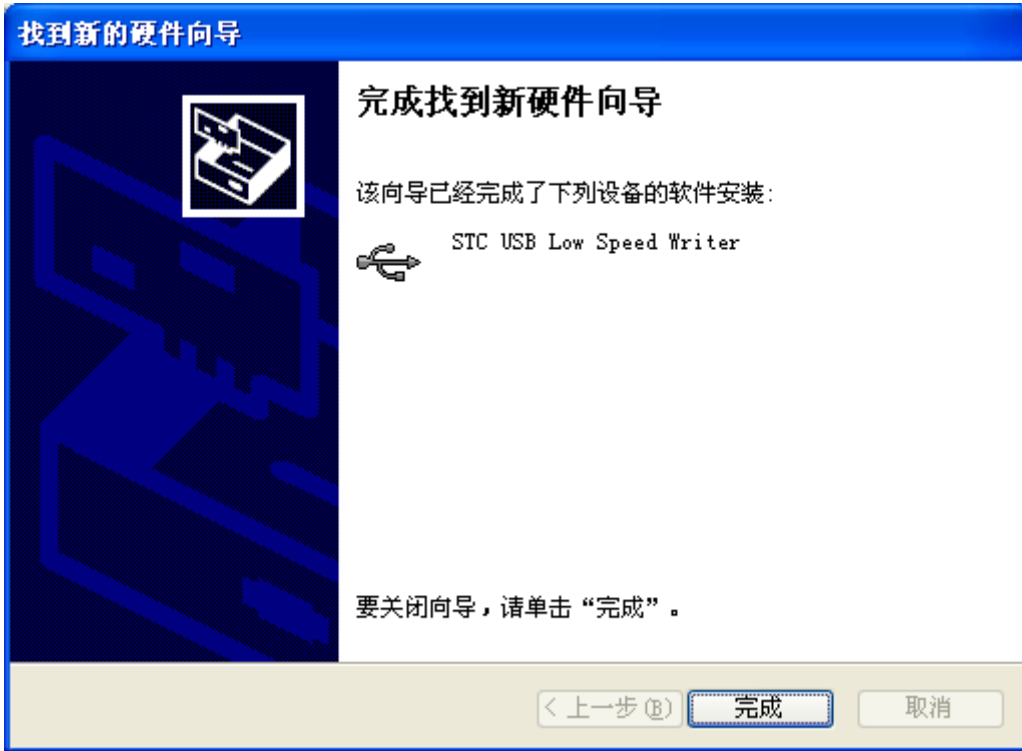 找到新的硬件向导
完成找到新硬件向导
该向导已经完成了下列设备的软件安装:
STC USB Low Speed Writer
要关闭向导，请单击“完成”。
< 上一步(B)
完成
取消